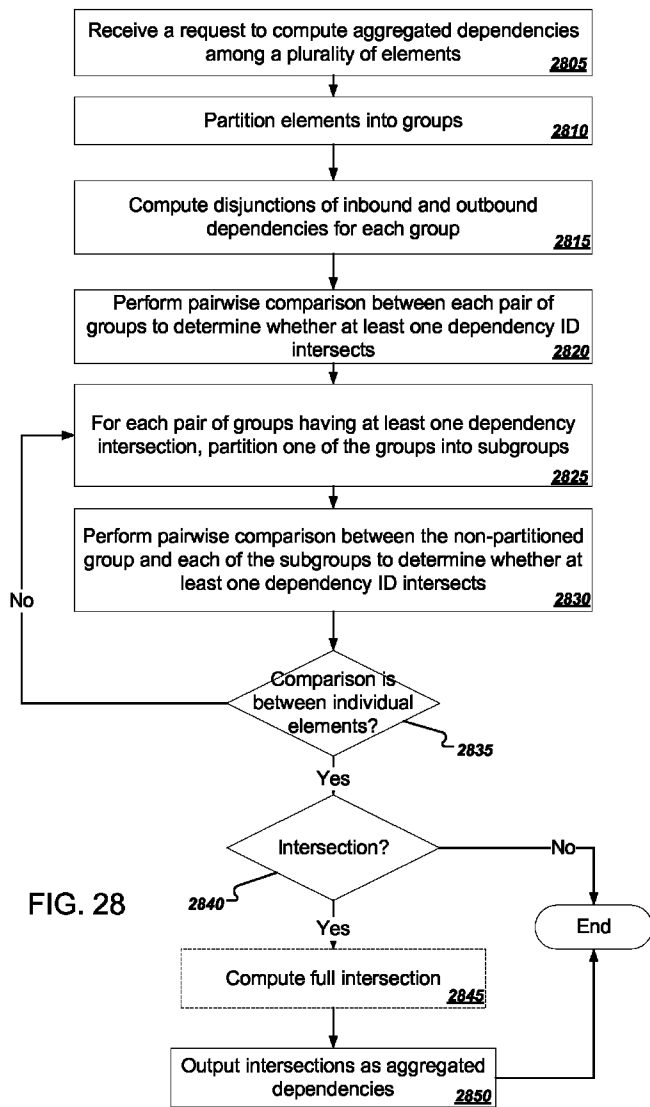 Receive a request to compute aggregated dependencies
among a plurality of elements
2805
Partition elements into groups
2810
Compute disjunctions of inbound and outbound
dependencies for each group
2815
Perform pairwise comparison between each pair of
groups to determine whether at least one dependency ID
intersects
2820
For each pair of groups having at least one dependency
intersection, partition one of the groups into subgroups
2825
Perform pairwise comparison between the non-partitioned
group and each of the subgroups to determine whether at
least one dependency ID intersects
2830
No
Comparison is
between individual
elements?
2835
Yes
Intersection?
No
2840
FIG. 28
End
Yes
Compute full intersection
2845
Output intersections as aggregated
dependencies
2850